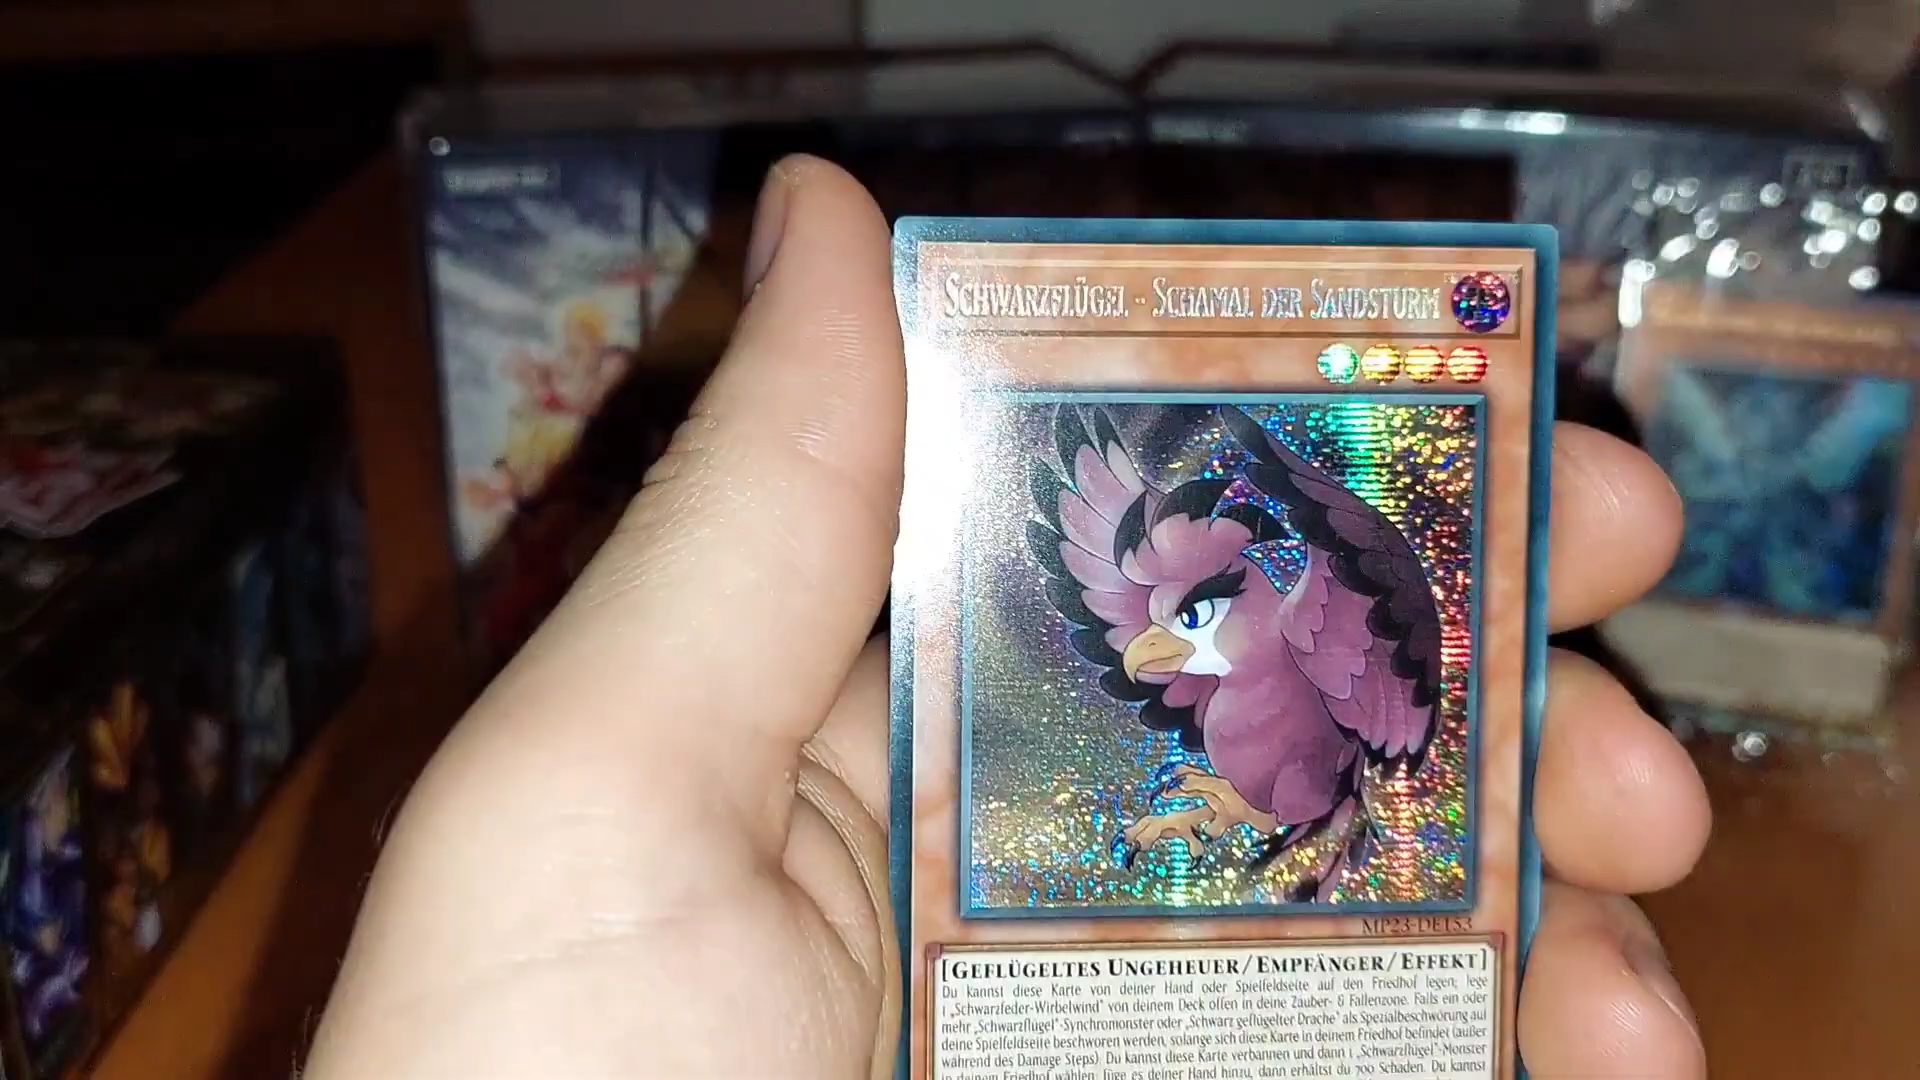 Schwarzflügel - Schamal der Sandsturm
MP23-DE153
[Geflügeltes Ungeheuer/Empfänger/Effekt]
Du kannst diese Karte von deiner Hand oder Spielfeldseite auf den Friedhof legen; lege
1 „Schwarzfeder-Wirbelwind" von deinem Deck offen in deine Zauber- & Fallenzone. Falls ein oder
mehr „Schwarzflügel"-Synchromonster oder „Schwarz geflügelter Drache" als Spezialbeschwörung auf
deine Spielfeldseite beschworen werden, solange sich diese Karte in deinem Friedhof befindet (außer
während des Damage Steps): Du kannst diese Karte verbannen und dann 1 „Schwarzflügel"-Monster
in deinem Friedhof wählen; füge es deiner Hand hinzu, dann erhältst du 700 Schaden. Du kannst